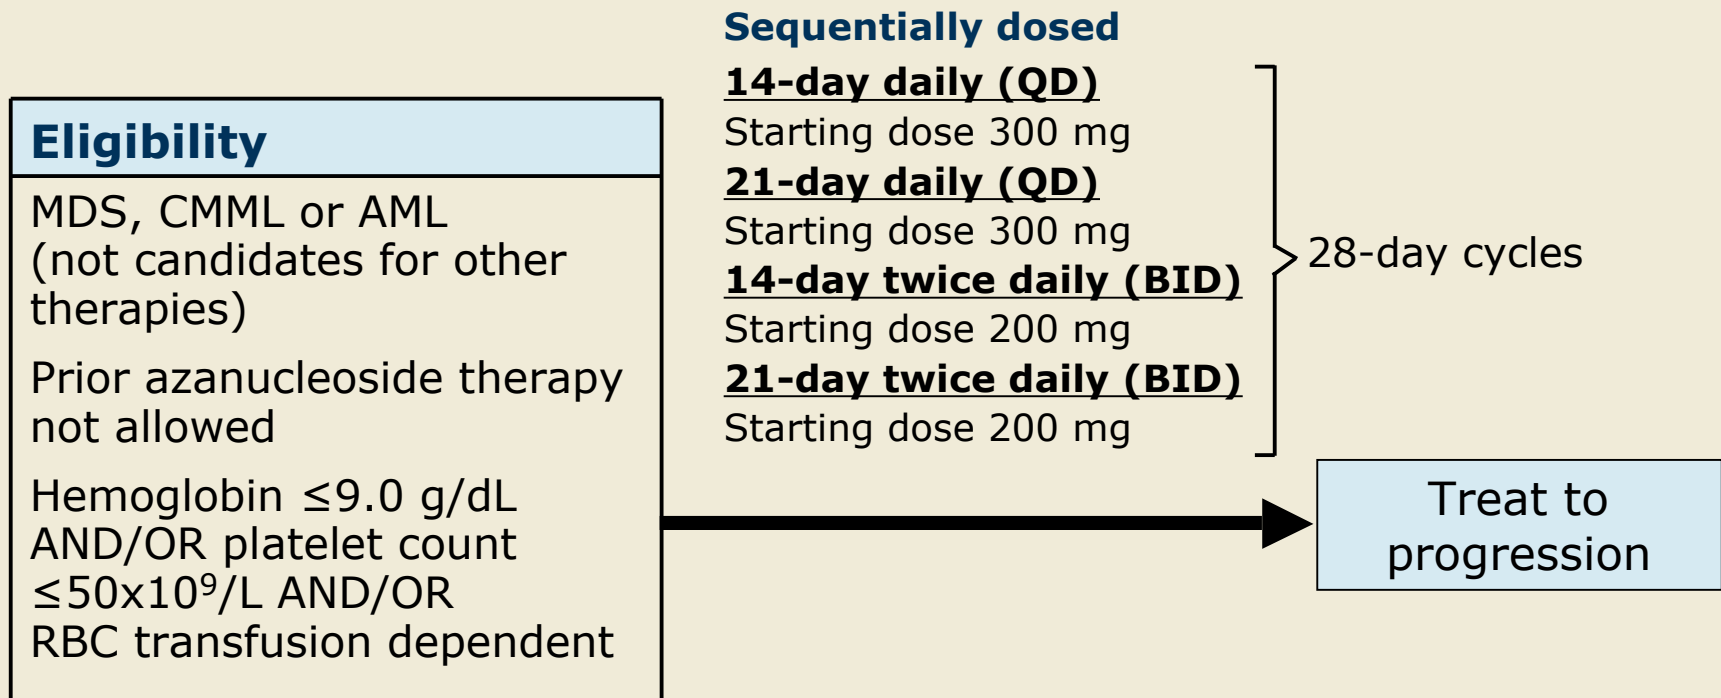 Eligibility
MDS, CMML or AML
(not candidates for other
therapies)
Prior azanucleoside therapy
not allowed
Hemoglobin ≤9.0 g/dL
AND/OR platelet count
≤50x10⁹/L AND/OR
RBC transfusion dependent
Sequentially dosed
14-day daily (QD)
Starting dose 300 mg
21-day daily (QD)
Starting dose 300 mg
14-day twice daily (BID)
Starting dose 200 mg
21-day twice daily (BID)
Starting dose 200 mg
28-day cycles
Treat to
progression